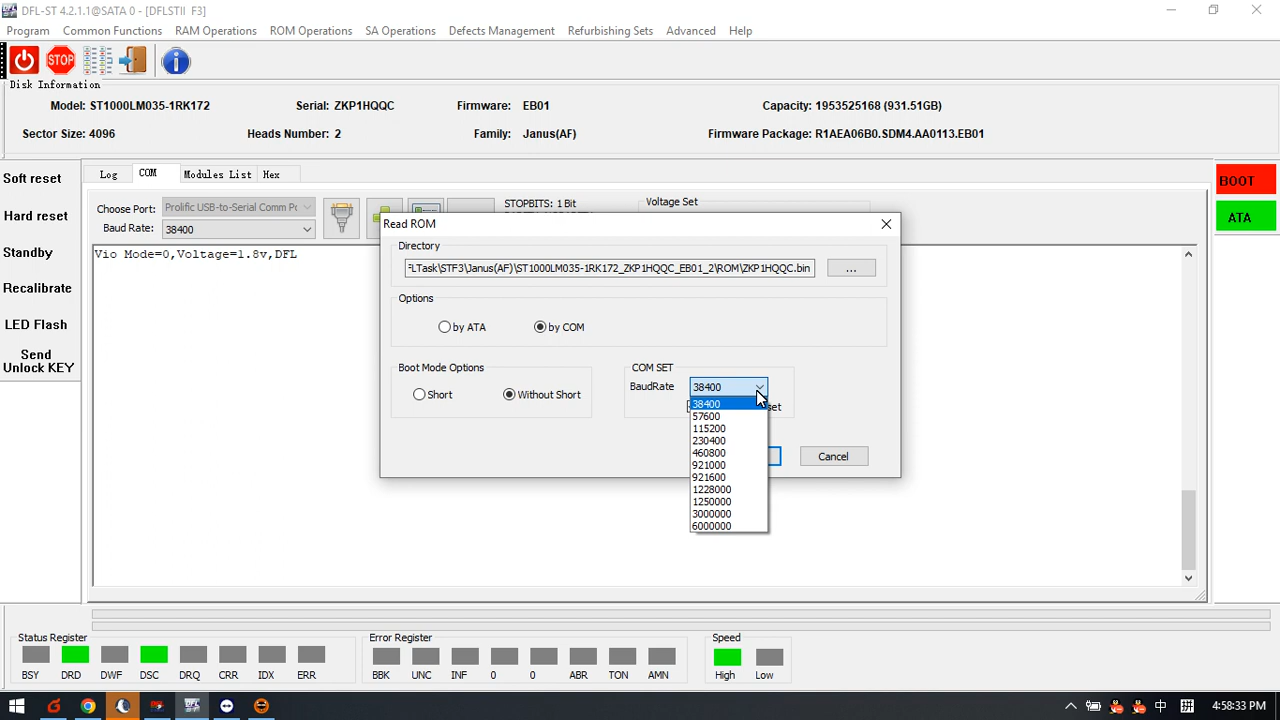 DFL-ST 4.2.1.1@SATA 0 - [DFLSTII F3]
Program Common Functions RAM Operations ROM Operations SA Operations Defects Management Refurbishing Sets Advanced Help
STOP
Disk Information
Model: ST1000LM035-1RK172 Serial: ZKP1HQQC Firmware: EB01 Capacity: 1953525168 (931.51GB)
Sector Size: 4096 Heads Number: 2 Family: Janus(AF) Firmware Package: R1AEA06B0.SDM4.AA0113.EB01
Soft reset
Hard reset
Standby
Recalibrate
LED Flash
Send
Unlock KEY
Log COM Modules List Hex
Choose Port: Prolific USB-to-Serial Comm Po
Baud Rate: 38400
STOPBITS: 1 Bit
Voltage Set
Vio Mode=0,Voltage=1.8v,DFL
BOOT
ATA
Read ROM
Directory
FLTask\STF3\Janus(AF)\ST1000LM035-1RK172_ZKP1HQQC_EB01_2\ROM\ZKP1HQQC.bin ...
Options
by ATA by COM
Boot Mode Options
Short Without Short
COM SET
BaudRate 38400
38400
57600
115200
230400
460800
921000
921600
1228000
1250000
3000000
6000000
Cancel
Status Register
BSY DRD DWF DSC DRQ CRR IDX ERR
Error Register
BBK UNC INF 0 0 ABR TON AMN
Speed
High Low
中 拼 4:58:33 PM